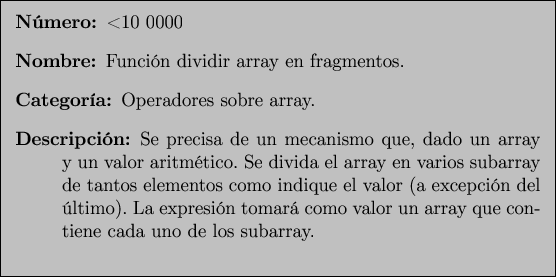 Número: <10 0000
Nombre: Función dividir array en fragmentos.
Categoría: Operadores sobre array.
Descripción: Se precisa de un mecanismo que, dado un array
y un valor aritmético. Se divida el array en varios subarray
de tantos elementos como indique el valor (a excepción del
último). La expresión tomará como valor un array que con-
tiene cada uno de los subarray.